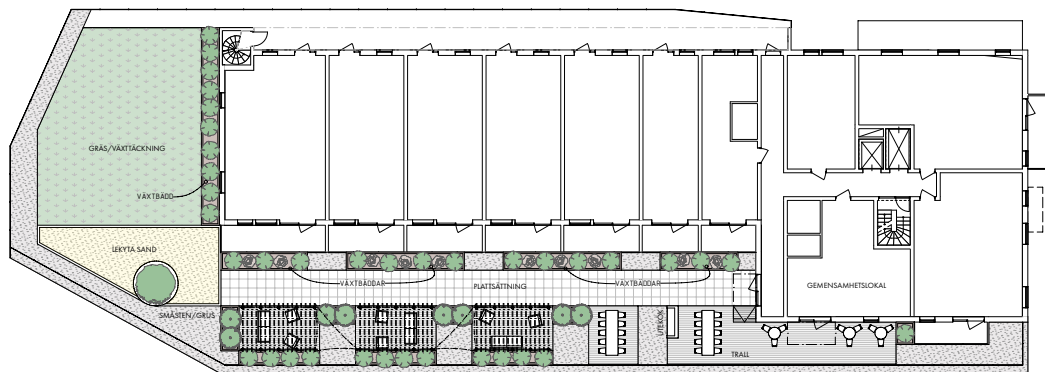 GRÄS/VÄXTTÄCKNING
VÄXTBÄDD
LEKYTA SAND
VÄXTBÄDDAR
PLATTSÄTTNING
VÄXTBÄDDAR
GEMENSAMHETSLOKAL
SMÅSTEN/GRUS
UTEKÖK
TRALL